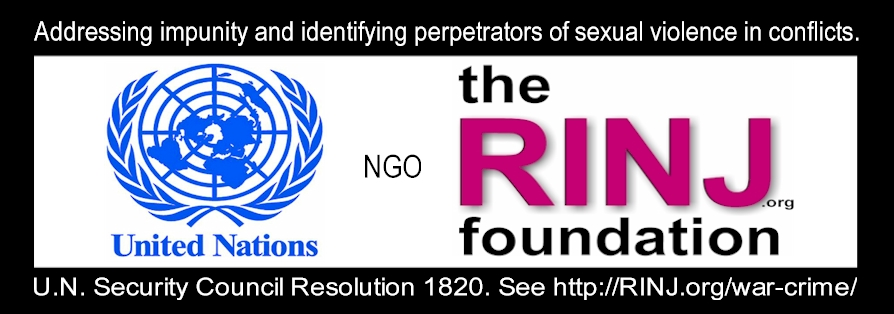 Addressing impunity and identifying perpetrators of sexual violence in conflicts.
United Nations
NGO
the
RINJ
.org
foundation
U.N. Security Council Resolution 1820. See http://RINJ.org/war-crime/